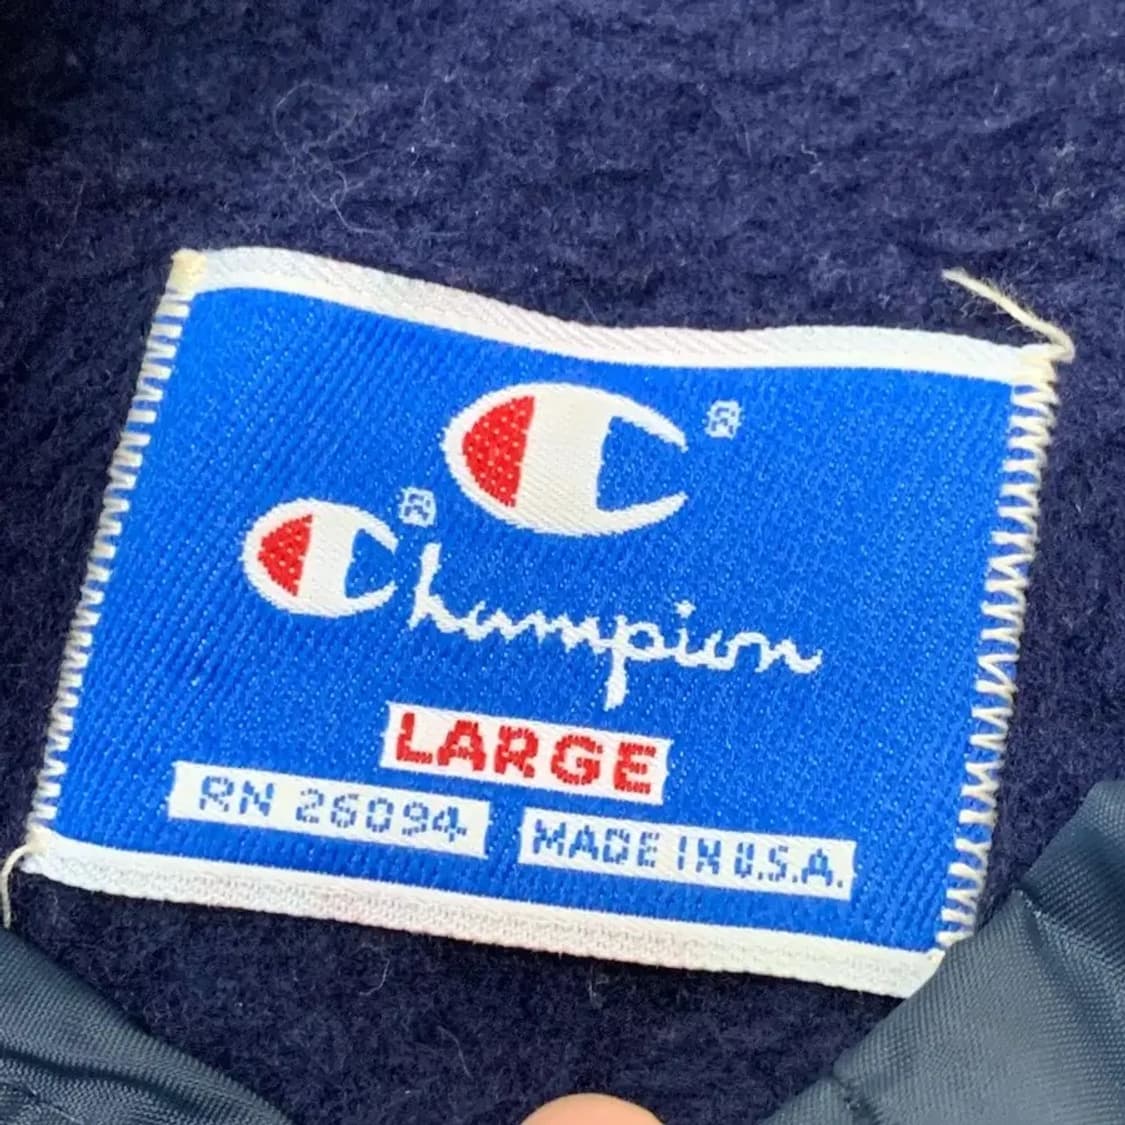 C®
Champion®
LARGE
RN 26094
MADE IN U.S.A.